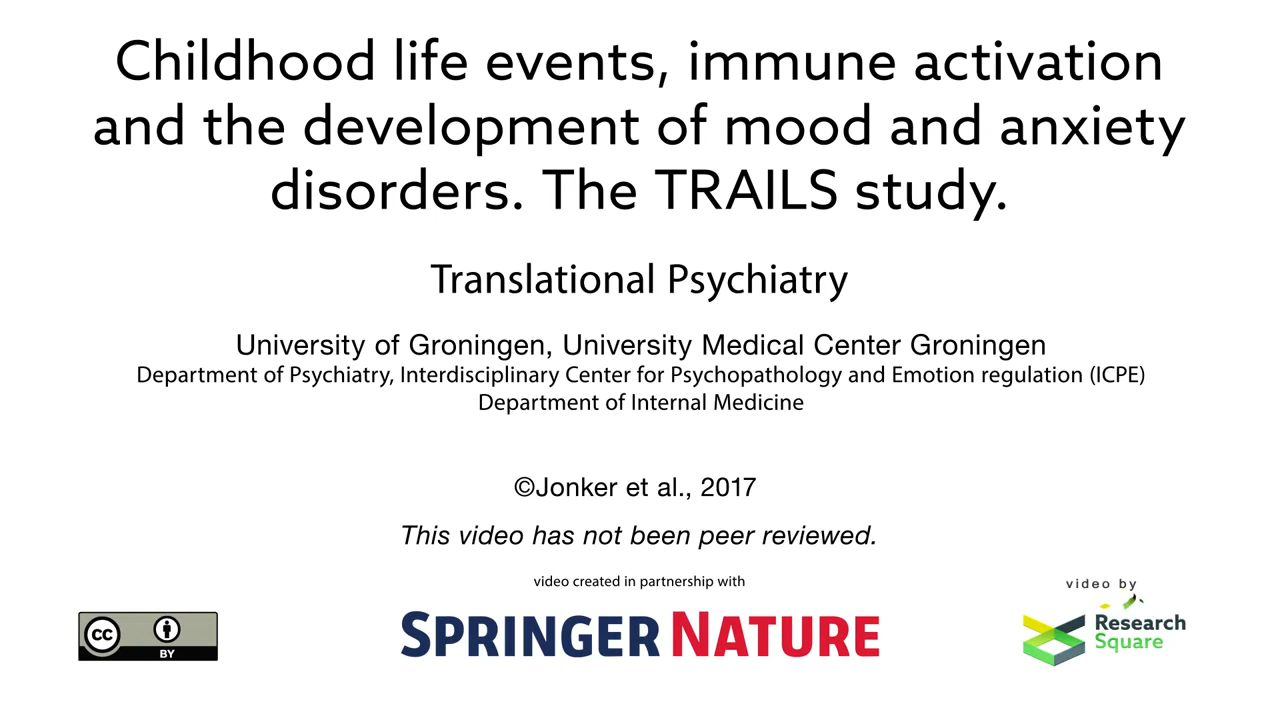 Childhood life events, immune activation
and the development of mood and anxiety
disorders. The TRAILS study.
Translational Psychiatry
University of Groningen, University Medical Center Groningen
Department of Psychiatry, Interdisciplinary Center for Psychopathology and Emotion regulation (ICPE)
Department of Internal Medicine
©Jonker et al., 2017
This video has not been peer reviewed.
video created in partnership with
SPRINGER NATURE
cc
BY
video by
Research
Square